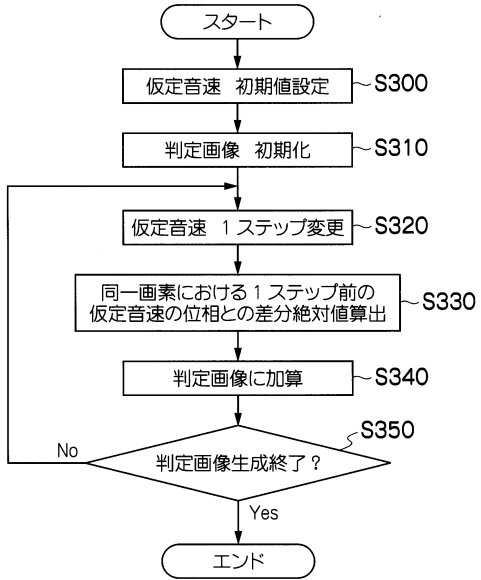 スタート
仮定音速 初期値設定
S300
判定画像 初期化
S310
仮定音速 1ステップ変更
S320
同一画素における1ステップ前の
仮定音速の位相との差分絶対値算出
S330
判定画像に加算
S340
S350
判定画像生成終了?
No
Yes
エンド